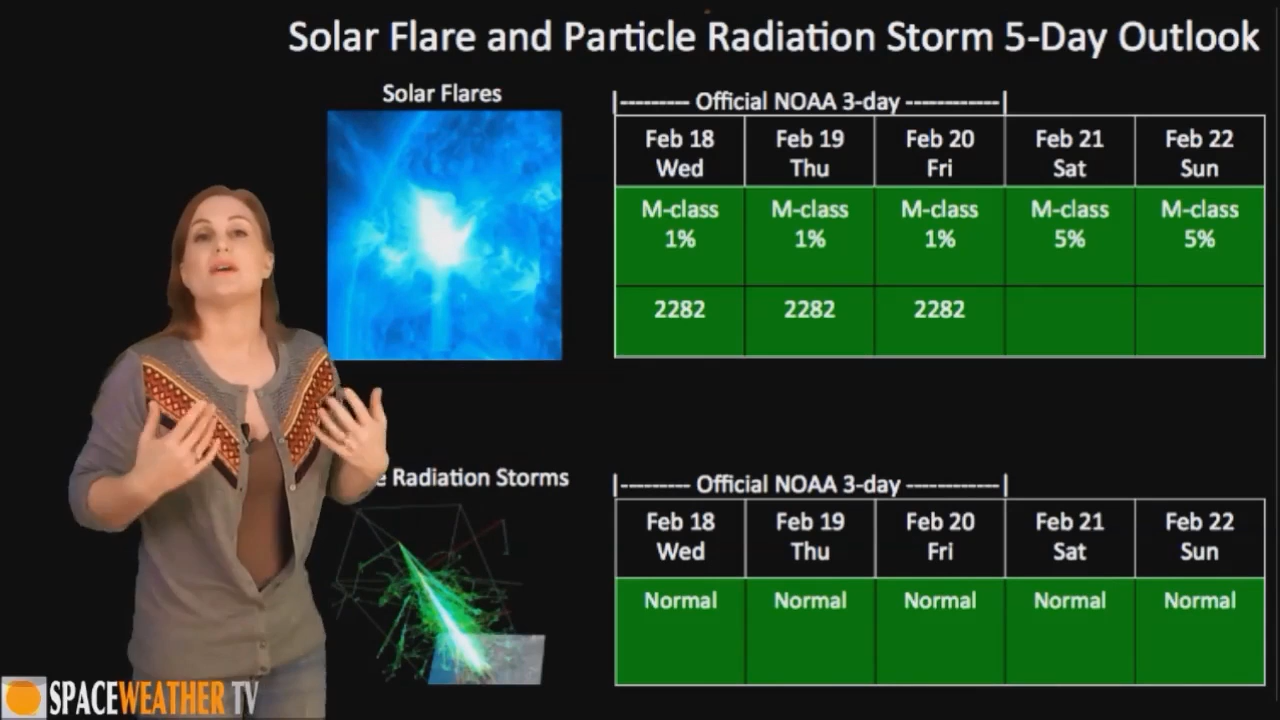 Solar Flare and Particle Radiation Storm 5-Day Outlook
Solar Flares
|--------- Official NOAA 3-day ------------|
Feb 18 Feb 19 Feb 20 Feb 21 Feb 22
Wed Thu Fri Sat Sun
M-class M-class M-class M-class M-class
1% 1% 1% 5% 5%
2282 2282 2282
e Radiation Storms
|--------- Official NOAA 3-day ------------|
Feb 18 Feb 19 Feb 20 Feb 21 Feb 22
Wed Thu Fri Sat Sun
Normal Normal Normal Normal Normal
SPACEWEATHER TV